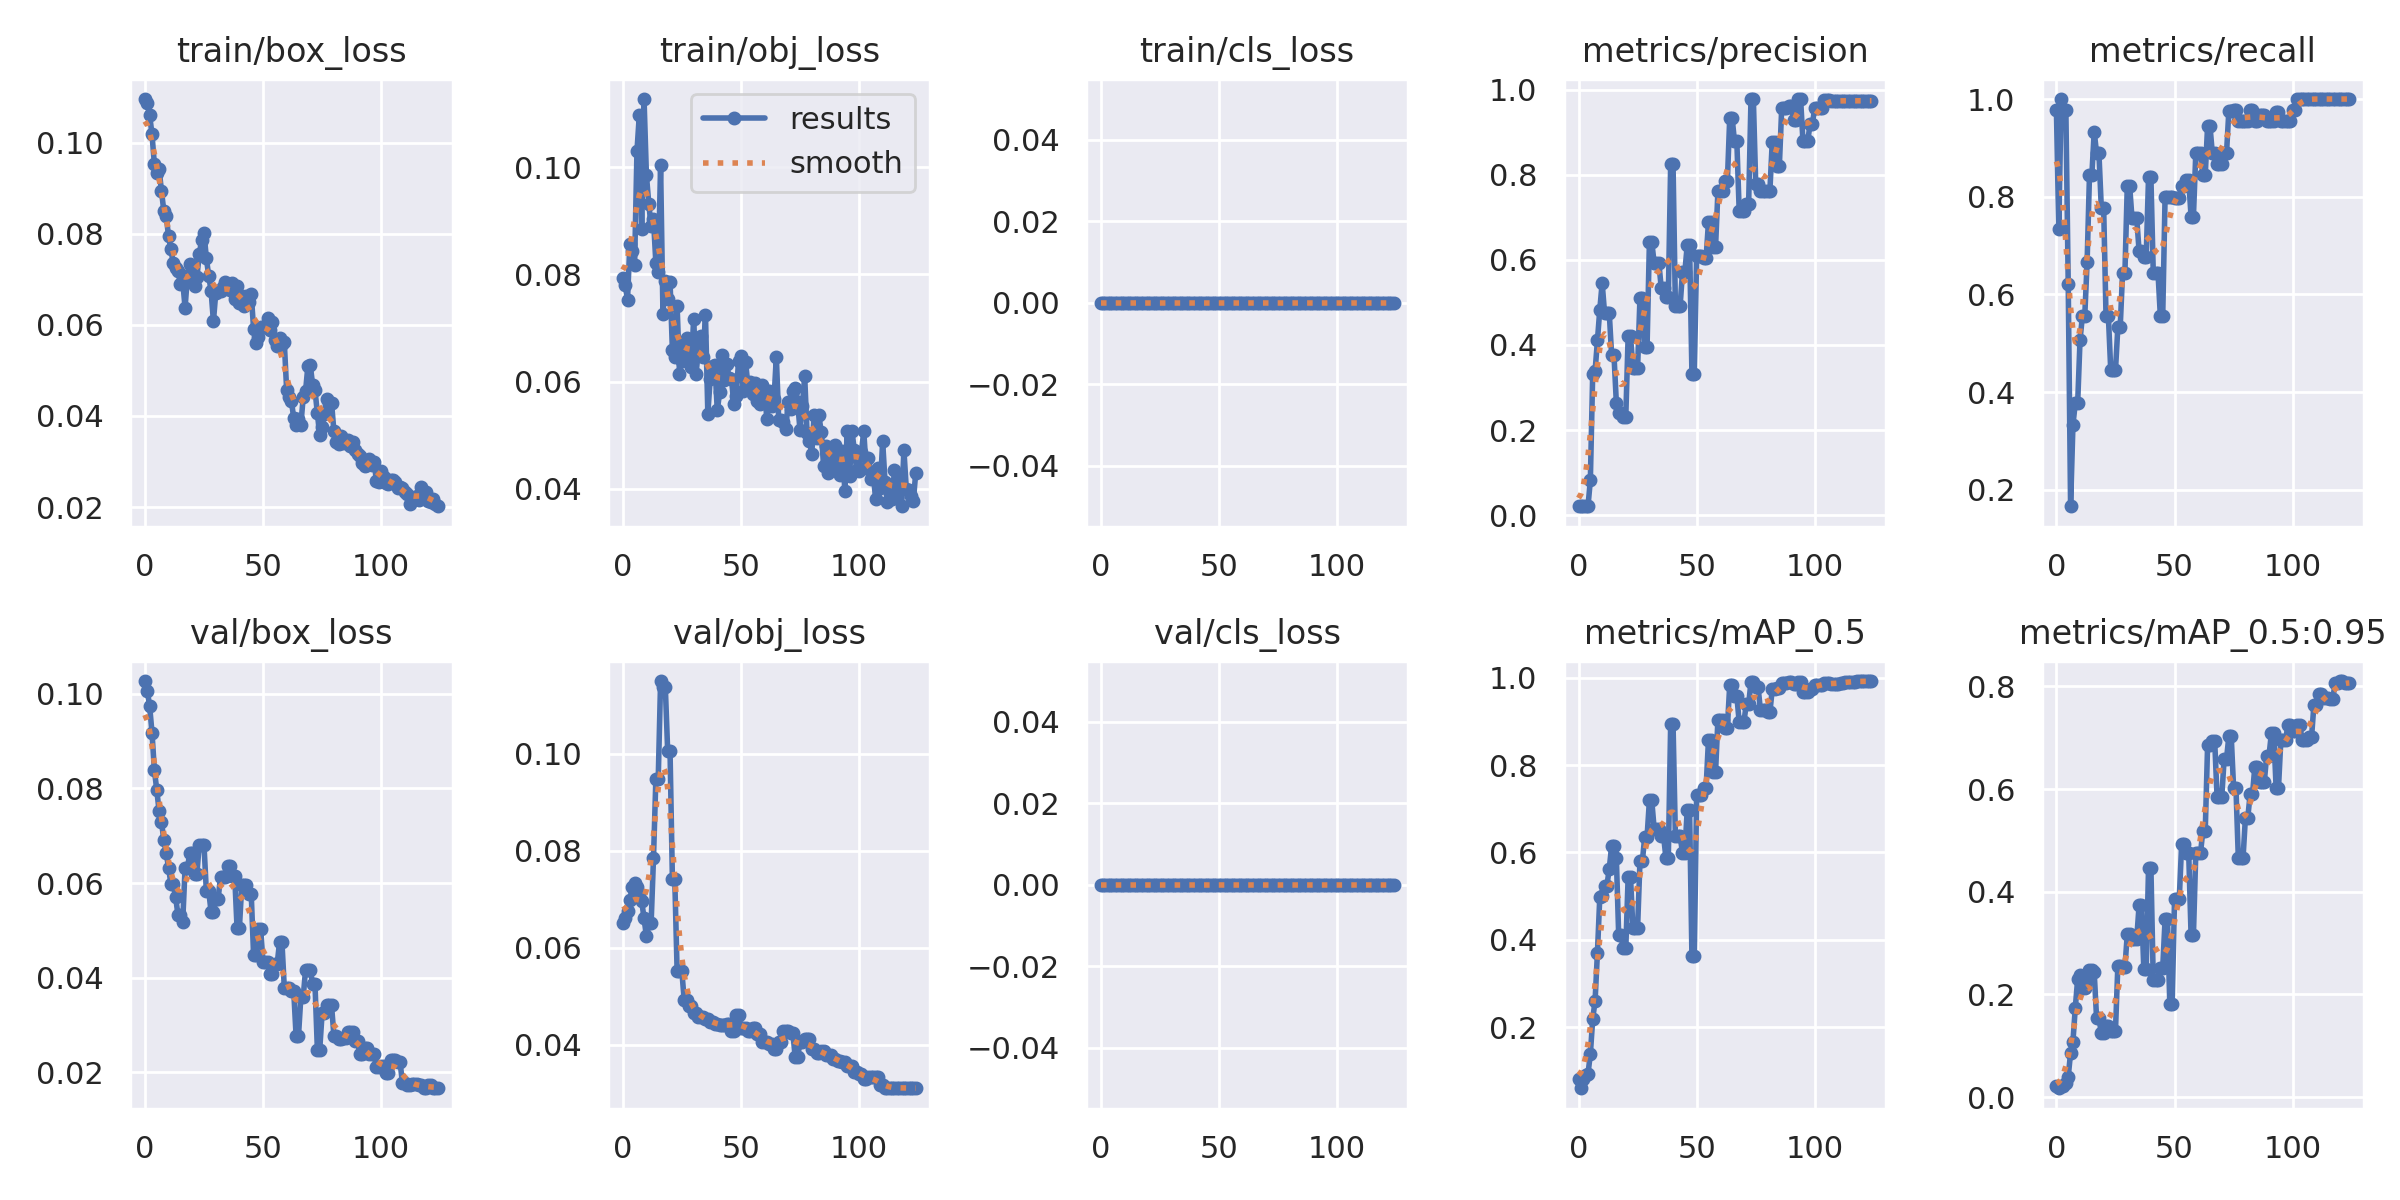 train/box_loss
0.10
0.08
0.06
0.04
0.02
0 50 100
train/obj_loss
results
smooth
0.10
0.08
0.06
0.04
0 50 100
train/cls_loss
0.04
0.02
0.00
−0.02
−0.04
0 50 100
metrics/precision
1.0
0.8
0.6
0.4
0.2
0.0
0 50 100
metrics/recall
1.0
0.8
0.6
0.4
0.2
0 50 100
val/box_loss
0.10
0.08
0.06
0.04
0.02
0 50 100
val/obj_loss
0.10
0.08
0.06
0.04
0 50 100
val/cls_loss
0.04
0.02
0.00
−0.02
−0.04
0 50 100
metrics/mAP_0.5
1.0
0.8
0.6
0.4
0.2
0 50 100
metrics/mAP_0.5:0.95
0.8
0.6
0.4
0.2
0.0
0 50 100